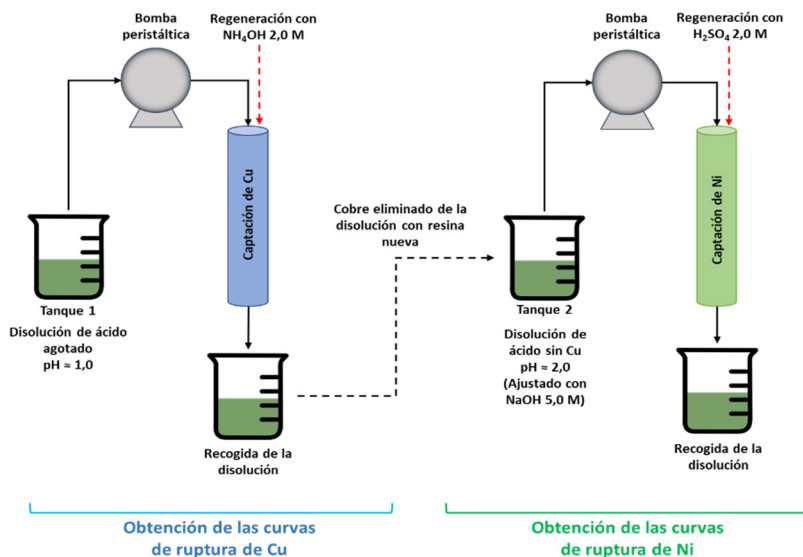 Bomba
peristáltica
Regeneración con
NH₄OH 2,0 M
Captación de Cu
Tanque 1
Disolución de ácido
agotado
pH ≈ 1,0
Recogida de la
disolución
Cobre eliminado de la
disolución con resina
nueva
Obtención de las curvas
de ruptura de Cu
Bomba
peristáltica
Regeneración con
H₂SO₄ 2,0 M
Captación de Ni
Tanque 2
Disolución de
ácido sin Cu
pH ≈ 2,0
(Ajustado con
NaOH 5,0 M)
Recogida de la
disolución
Obtención de las curvas
de ruptura de Ni